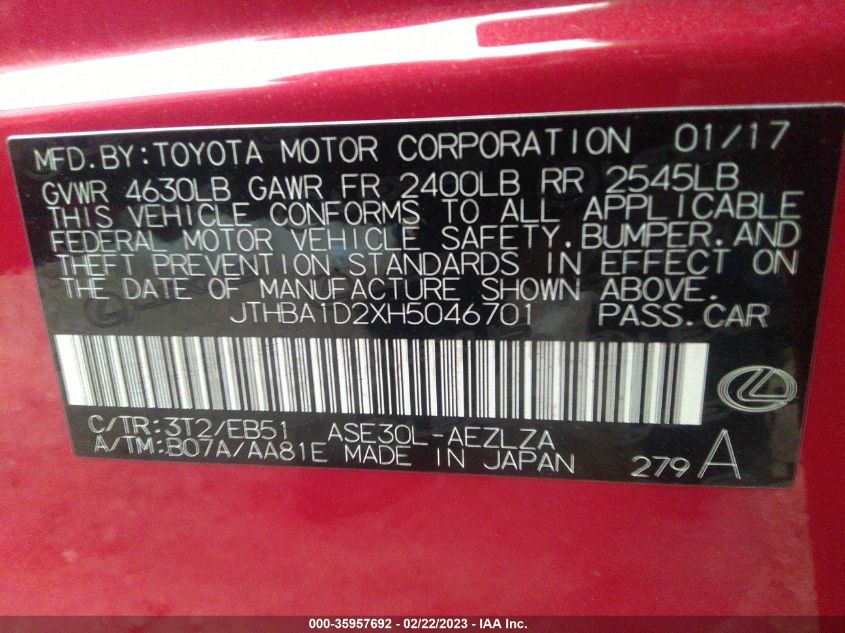 MFD.BY:TOYOTA MOTOR CORPORATION 01/17
GVWR 4630LB GAWR FR 2400LB RR 2545LB
THIS VEHICLE CONFORMS TO ALL APPLICABLE
FEDERAL MOTOR VEHICLE SAFETY.BUMPER.AND
THEFT PREVENTION STANDARDS IN EFFECT ON
THE DATE OF MANUFACTURE SHOWN ABOVE.
JTHBA1D2XH5046701 PASS.CAR
C/TR:3T2/EB51 ASE30L-AEZLZA
A/TM:B07A/AA81E MADE IN JAPAN 279 A
000-35957692 - 02/22/2023 - IAA Inc.